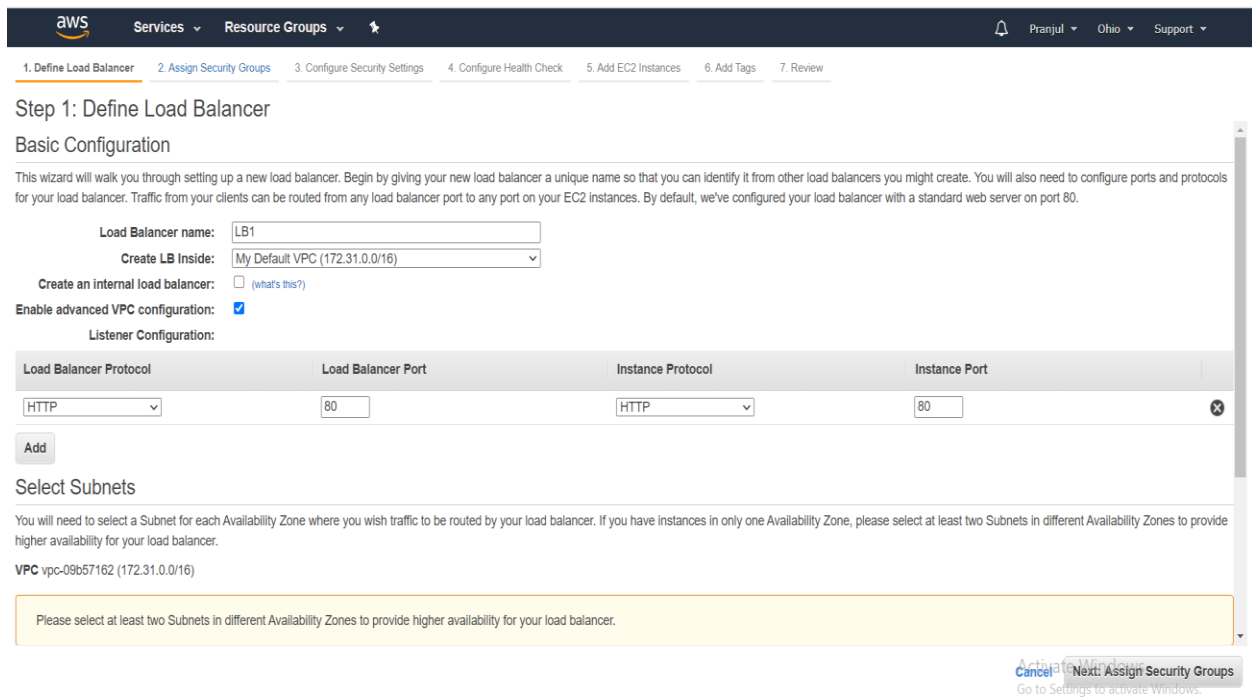 aws Services Resource Groups Pranjul Ohio Support
1. Define Load Balancer 2. Assign Security Groups 3. Configure Security Settings 4. Configure Health Check 5. Add EC2 Instances 6. Add Tags 7. Review
Step 1: Define Load Balancer
Basic Configuration
This wizard will walk you through setting up a new load balancer. Begin by giving your new load balancer a unique name so that you can identify it from other load balancers you might create. You will also need to configure ports and protocols
for your load balancer. Traffic from your clients can be routed from any load balancer port to any port on your EC2 instances. By default, we've configured your load balancer with a standard web server on port 80.
Load Balancer name: LB1
Create LB Inside: My Default VPC (172.31.0.0/16)
Create an internal load balancer: (what's this?)
Enable advanced VPC configuration:
Listener Configuration:
Load Balancer Protocol Load Balancer Port Instance Protocol Instance Port
HTTP 80 HTTP 80
Add
Select Subnets
You will need to select a Subnet for each Availability Zone where you wish traffic to be routed by your load balancer. If you have instances in only one Availability Zone, please select at least two Subnets in different Availability Zones to provide
higher availability for your load balancer.
VPC vpc-09b57162 (172.31.0.0/16)
Please select at least two Subnets in different Availability Zones to provide higher availability for your load balancer.
Activate Windows
Cancel Next: Assign Security Groups
Go to Settings to activate Windows.